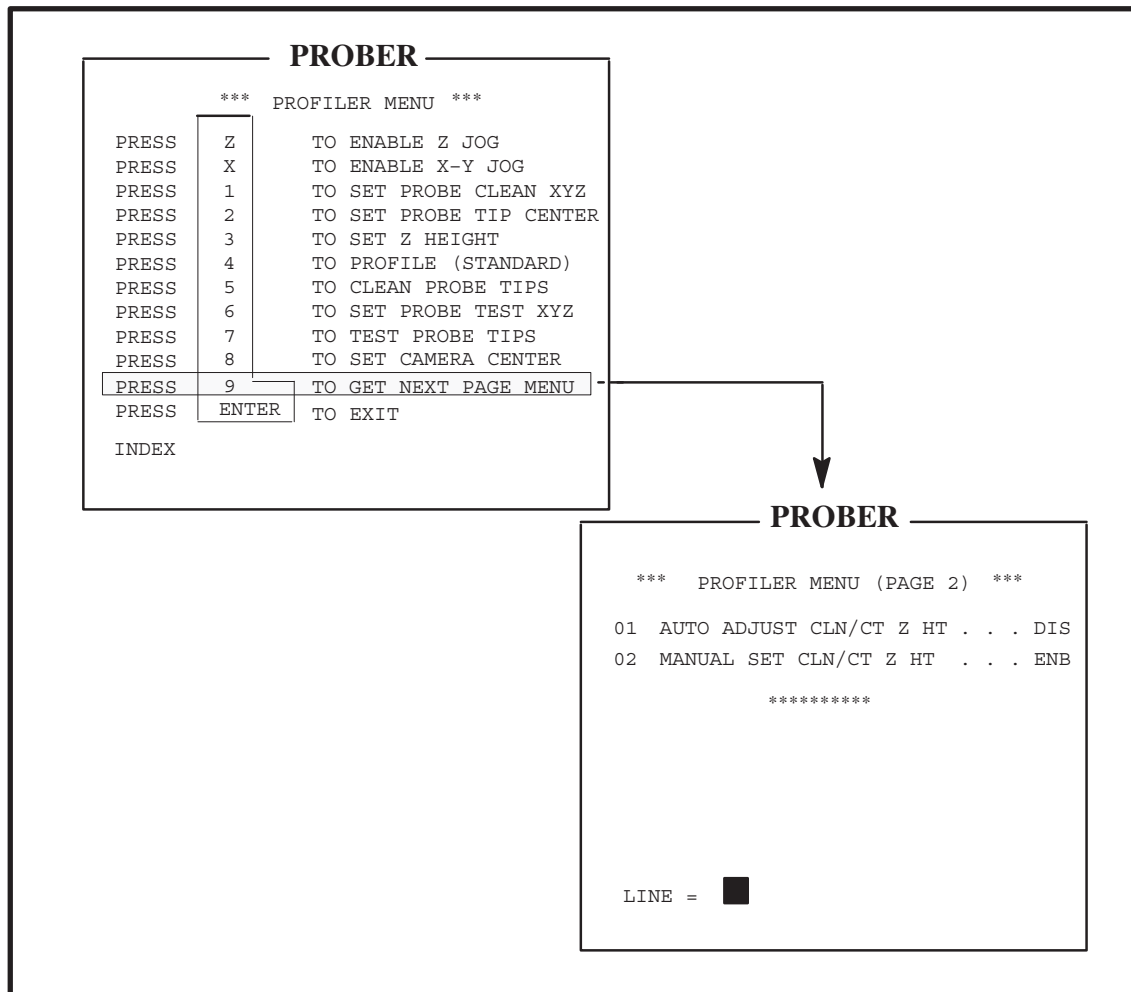 PROBER
*** PROFILER MENU ***
PRESS Z TO ENABLE Z JOG
PRESS X TO ENABLE X-Y JOG
PRESS 1 TO SET PROBE CLEAN XYZ
PRESS 2 TO SET PROBE TIP CENTER
PRESS 3 TO SET Z HEIGHT
PRESS 4 TO PROFILE (STANDARD)
PRESS 5 TO CLEAN PROBE TIPS
PRESS 6 TO SET PROBE TEST XYZ
PRESS 7 TO TEST PROBE TIPS
PRESS 8 TO SET CAMERA CENTER
PRESS 9 TO GET NEXT PAGE MENU
PRESS ENTER TO EXIT
INDEX
PROBER
*** PROFILER MENU (PAGE 2) ***
01 AUTO ADJUST CLN/CT Z HT . . . DIS
02 MANUAL SET CLN/CT Z HT . . . ENB
**********
LINE =